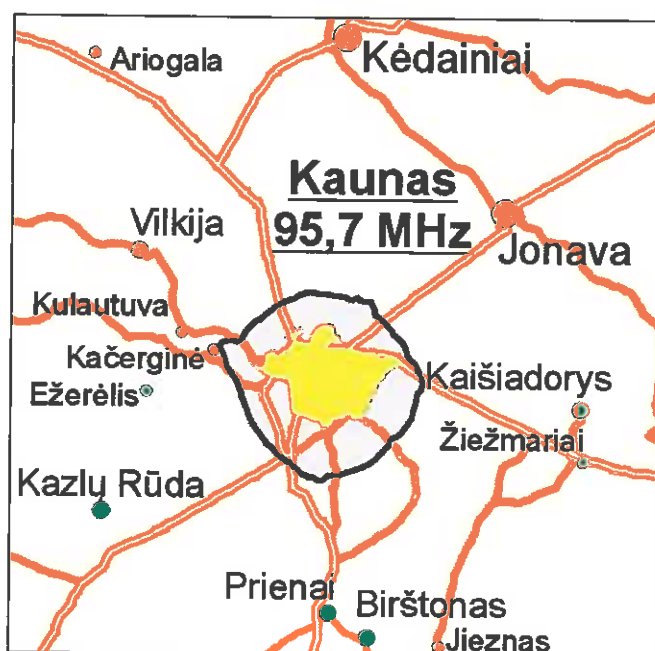 Ariogala
Kėdainiai
Kaunas
95,7 MHz
Vilkija
Jonava
Kulautuva
Kačerginė
Ežerėlis
Kaišiadorys
Žiežmariai
Kazlų Rūda
Prienai
Birštonas
Jieznas